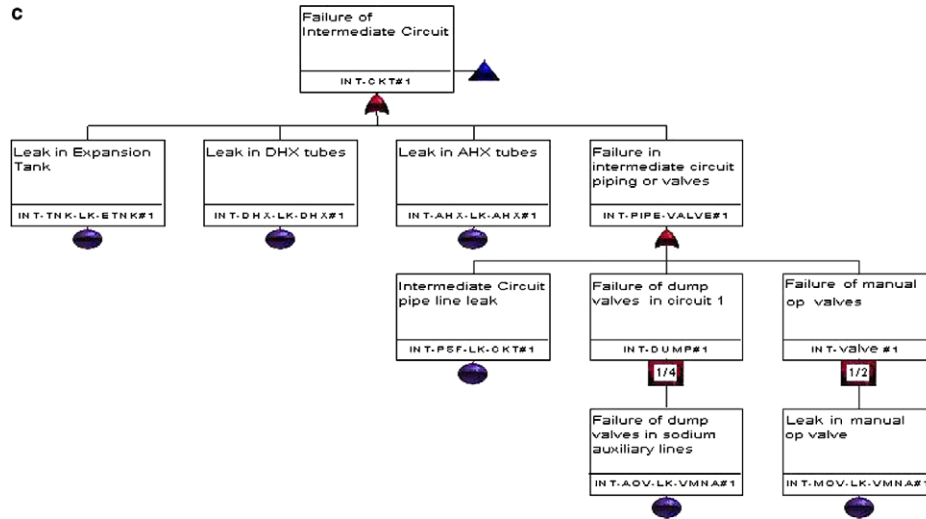 c
Failure of
Intermediate Circuit
INT-CKT#1
Leak in Expansion
Tank
INT-TNK-LK-ETNK#1
Leak in DHX tubes
INT-DHX-LK-DHX#1
Leak in AHX tubes
INT-AHX-LK-AHX#1
Failure in
intermediate circuit
piping or valves
INT-PIPE-VALVE#1
Intermediate Circuit
pipe line leak
INT-PSF-LK-CKT#1
Failure of dump
valves in circuit 1
INT-DUMP#1
1/4
Failure of manual
op valves
INT-valve #1
1/2
Failure of dump
valves in sodium
auxiliary lines
INT-AOV-LK-VMNA#1
Leak in manual
op valve
INT-MOV-LK-VMNA#1